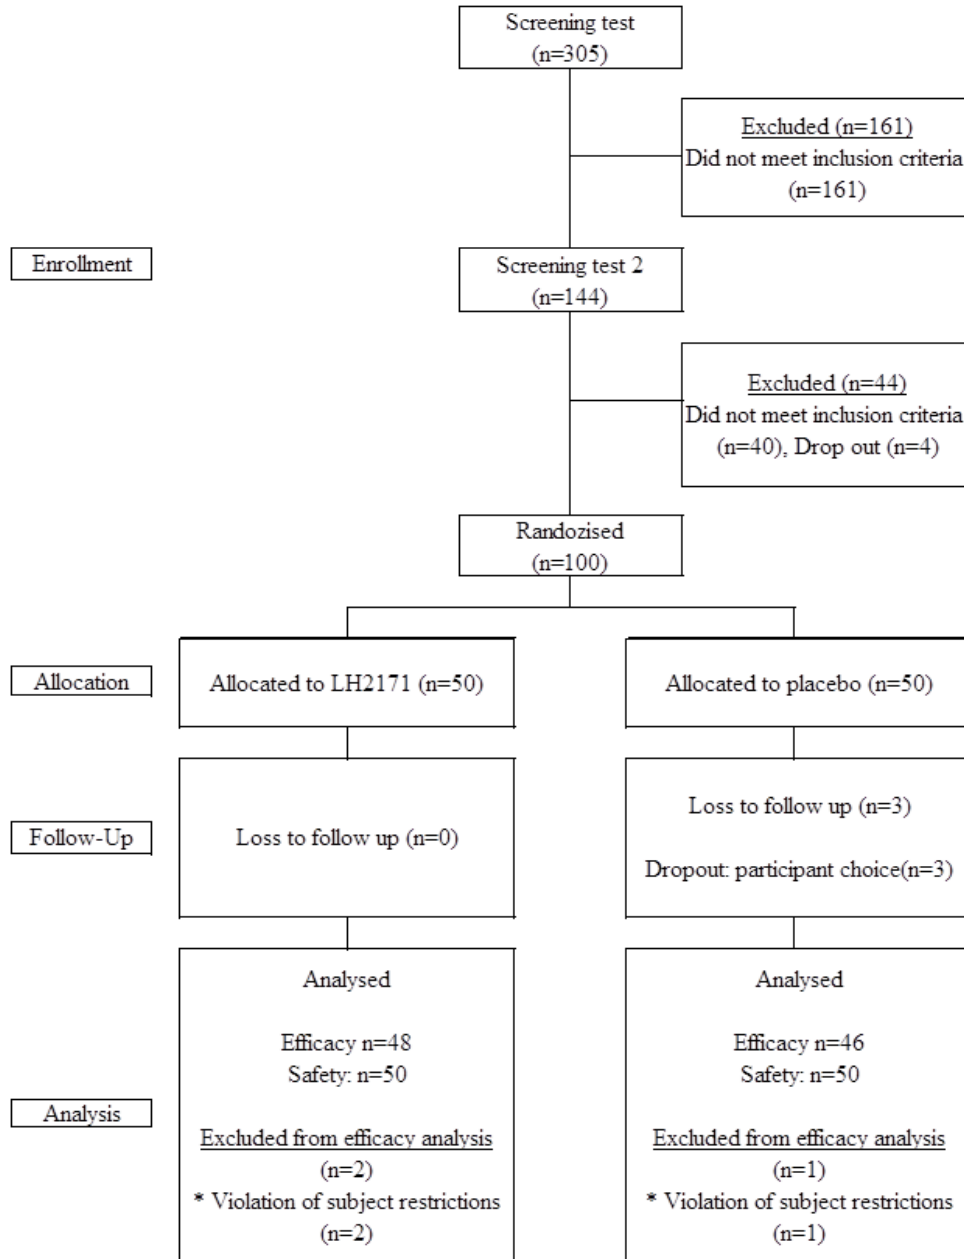 Screening test
(n=305)
Excluded (n=161)
Did not meet inclusion criteria
(n=161)
Enrollment
Screening test 2
(n=144)
Excluded (n=44)
Did not meet inclusion criteria
(n=40), Drop out (n=4)
Randozised
(n=100)
Allocation
Allocated to LH2171 (n=50)
Allocated to placebo (n=50)
Follow-Up
Loss to follow up (n=0)
Loss to follow up (n=3)
Dropout: participant choice(n=3)
Analysis
Analysed
Efficacy n=48
Safety: n=50
Excluded from efficacy analysis
(n=2)
* Violation of subject restrictions
(n=2)
Analysed
Efficacy n=46
Safety: n=50
Excluded from efficacy analysis
(n=1)
* Violation of subject restrictions
(n=1)